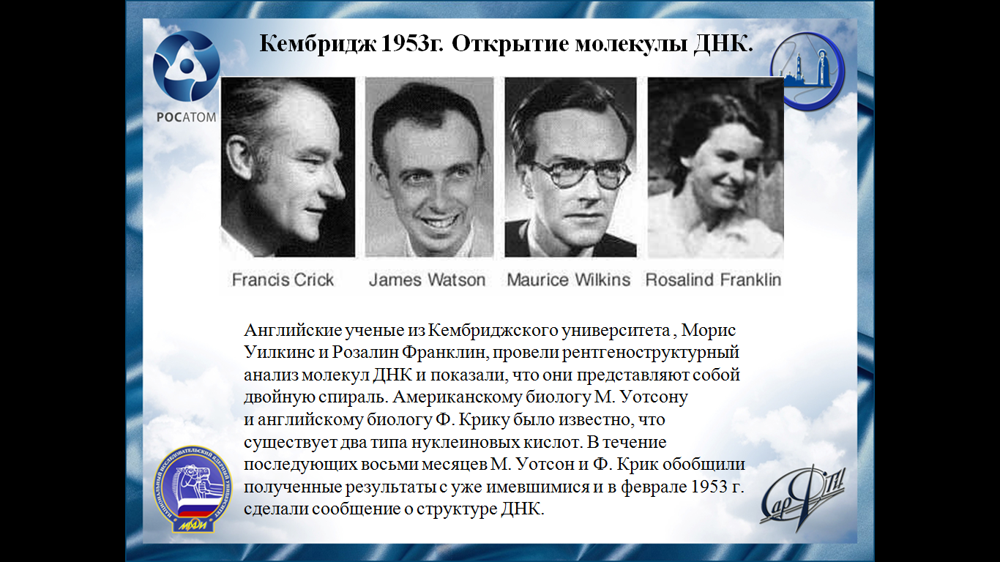 Кембридж 1953г. Открытие молекулы ДНК.
РОСАТОМ
Francis Crick
James Watson
Maurice Wilkins
Rosalind Franklin
Английские ученые из Кембриджского университета , Морис
Уилкинс и Розалин Франклин, провели рентгеноструктурный
анализ молекул ДНК и показали, что они представляют собой
двойную спираль. Американскому биологу М. Уотсону
и английскому биологу Ф. Крику было известно, что
существует два типа нуклеиновых кислот. В течение
последующих восьми месяцев М. Уотсон и Ф. Крик обобщили
полученные результаты с уже имевшимися и в феврале 1953 г.
сделали сообщение о структуре ДНК.
НАЦИОНАЛЬНЫЙ ИССЛЕДОВАТЕЛЬСКИЙ ЯДЕРНЫЙ УНИВЕРСИТЕТ
МИФИ
СарФТИ